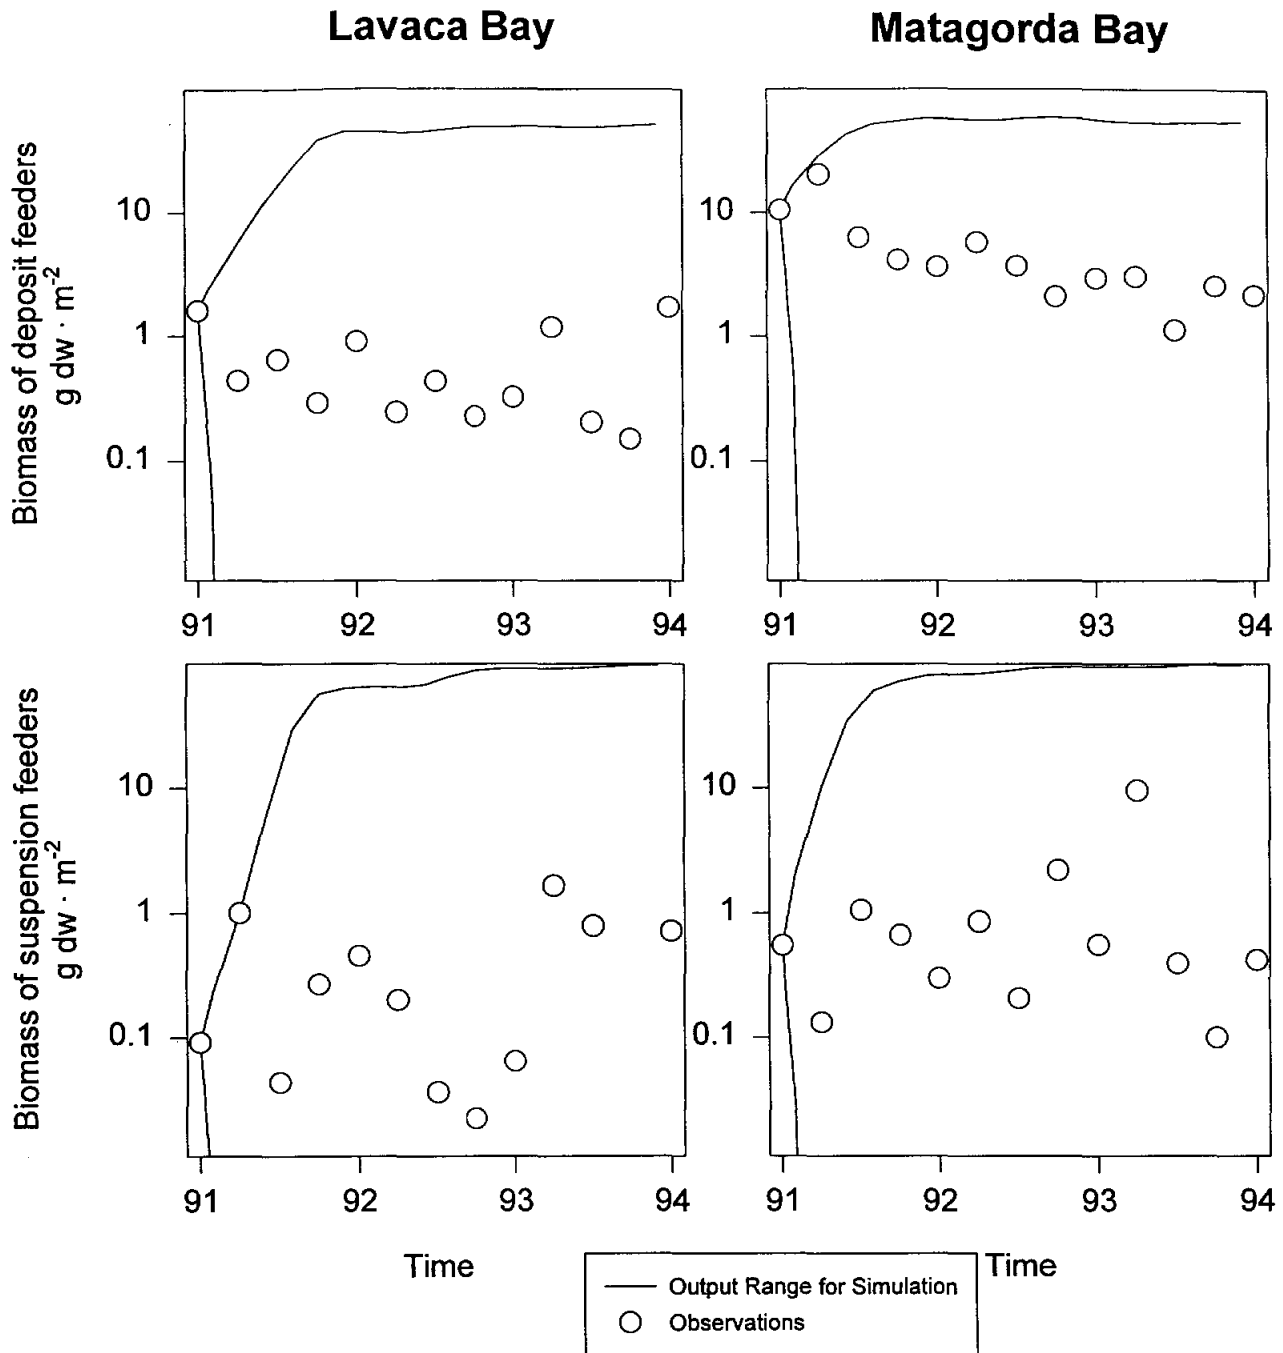 Lavaca Bay
Matagorda Bay
Biomass of deposit feeders
g dw · m⁻²
10
1
0.1
91
92
93
94
10
1
0.1
91
92
93
94
Biomass of suspension feeders
g dw · m⁻²
10
1
0.1
91
92
93
94
Time
10
1
0.1
91
92
93
94
Time
Output Range for Simulation
Observations